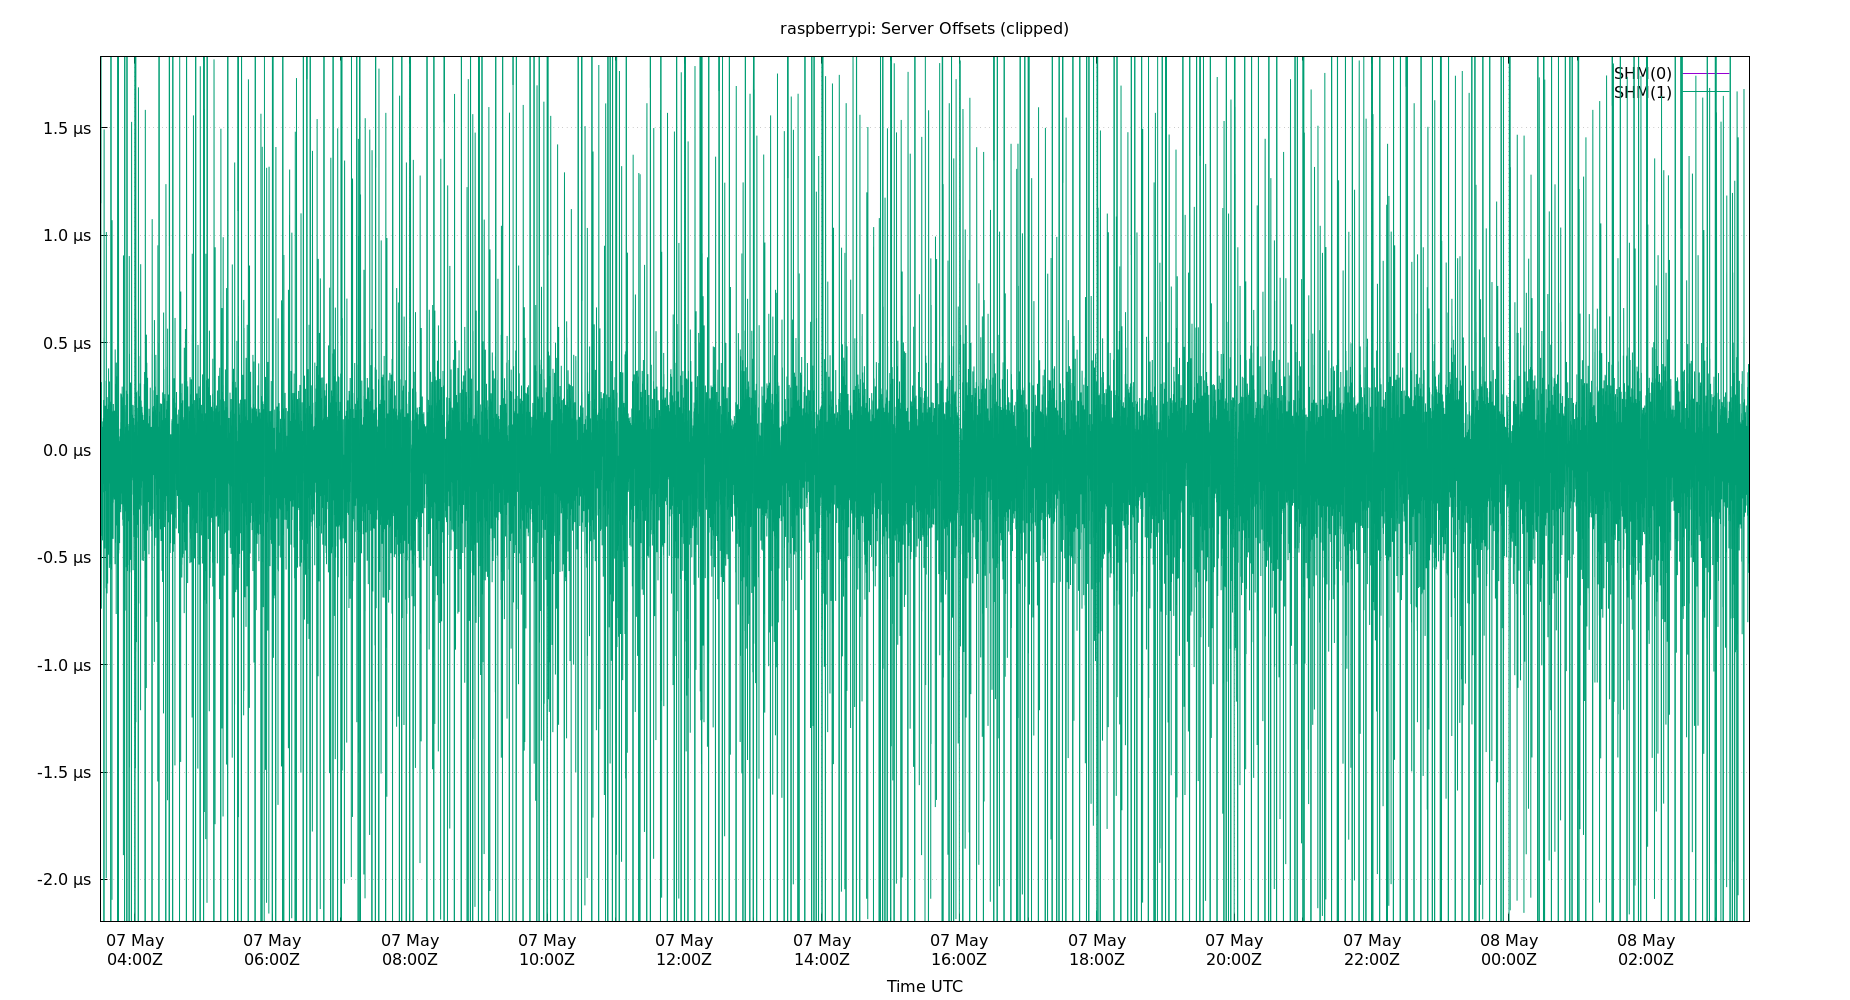 raspberrypi: Server Offsets (clipped)
SHM(0)
SHM(1)
1.5 µs
1.0 µs
0.5 µs
0.0 µs
-0.5 µs
-1.0 µs
-1.5 µs
-2.0 µs
07 May 07 May 07 May 07 May 07 May 07 May 07 May 07 May 07 May 07 May 08 May 08 May
04:00Z 06:00Z 08:00Z 10:00Z 12:00Z 14:00Z 16:00Z 18:00Z 20:00Z 22:00Z 00:00Z 02:00Z
Time UTC